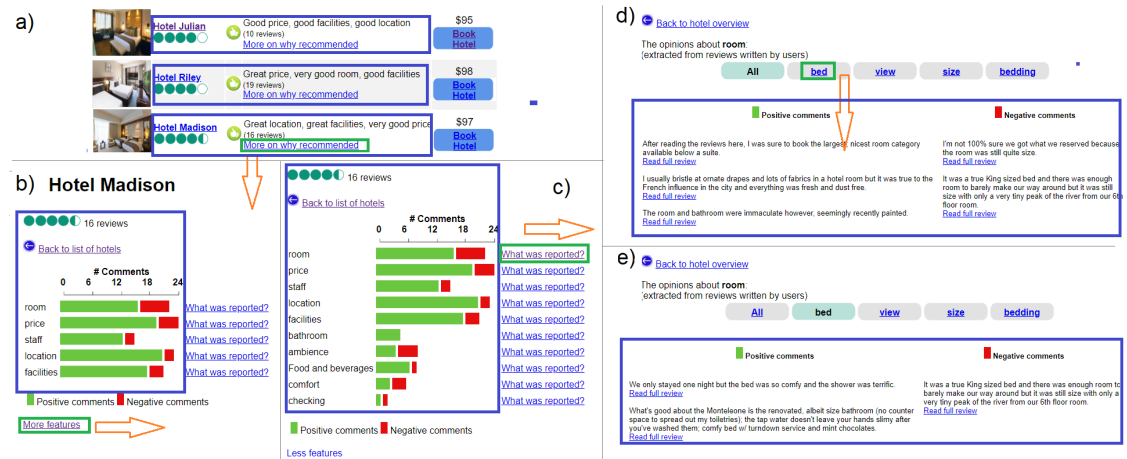 a)
Hotel Julian
Good price, good facilities, good location
(10 reviews)
More on why recommended
$95
Book
Hotel
Hotel Riley
Great price, very good room, good facilities
(19 reviews)
More on why recommended
$98
Book
Hotel
Hotel Madison
Great location, great facilities, very good price
(16 reviews)
More on why recommended
$97
Book
Hotel
b) Hotel Madison
16 reviews
Back to list of hotels
# Comments
0 6 12 18 24
room What was reported?
price What was reported?
staff What was reported?
location What was reported?
facilities What was reported?
Positive comments Negative comments
More features
c)
16 reviews
Back to list of hotels
# Comments
0 6 12 18 24
room What was reported?
price What was reported?
staff What was reported?
location What was reported?
facilities What was reported?
bathroom What was reported?
ambience What was reported?
Food and beverages What was reported?
comfort What was reported?
checking What was reported?
Positive comments Negative comments
Less features
d)
Back to hotel overview
The opinions about room:
(extracted from reviews written by users)
All bed view size bedding
Positive comments
After reading the reviews here, I was sure to book the largest, nicest room category
available below a suite.
Read full review
I usually bristle at ornate drapes and lots of fabrics in a hotel room but it was true to the
French influence in the city and everything was fresh and dust free.
Read full review
The room and bathroom were immaculate however, seemingly recently painted.
Read full review
Negative comments
I'm not 100% sure we got what we reserved because
the room was still quite size.
Read full review
It was a true King sized bed and there was enough
room to barely make our way around but it was still
size with only a very tiny peak of the river from our 6th
floor room.
Read full review
e)
Back to hotel overview
The opinions about room:
(extracted from reviews written by users)
All bed view size bedding
Positive comments
We only stayed one night but the bed was so comfy and the shower was terrific.
Read full review
What's good about the Monteleone is the renovated, albeit size bathroom (no counter
space to spread out my toiletries); the tap water doesn't leave your hands slimy after
you've washed them; comfy bed w/ turndown service and mint chocolates.
Read full review
Negative comments
It was a true King sized bed and there was enough room to
barely make our way around but it was still size with only a
very tiny peak of the river from our 6th floor room.
Read full review